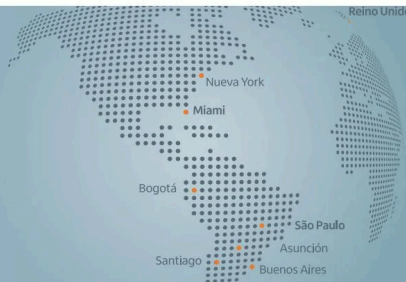 Reino Unido
Nueva York
Miami
Bogotá
São Paulo
Asunción
Santiago
Buenos Aires